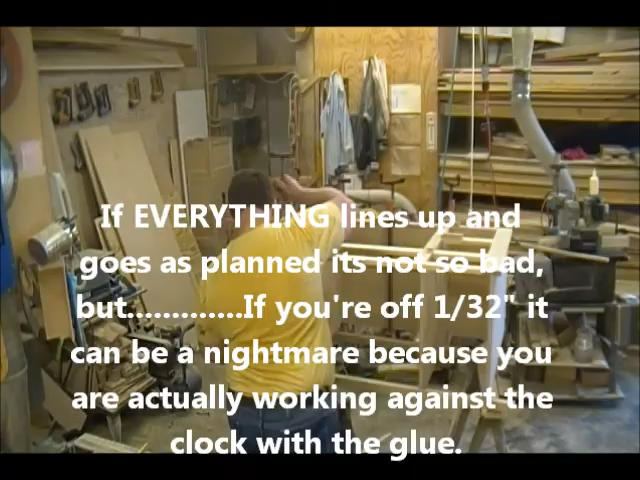 If EVERYTHING lines up and
goes as planned its not so bad,
but.............If you're off 1/32" it
can be a nightmare because you
are actually working against the
clock with the glue.